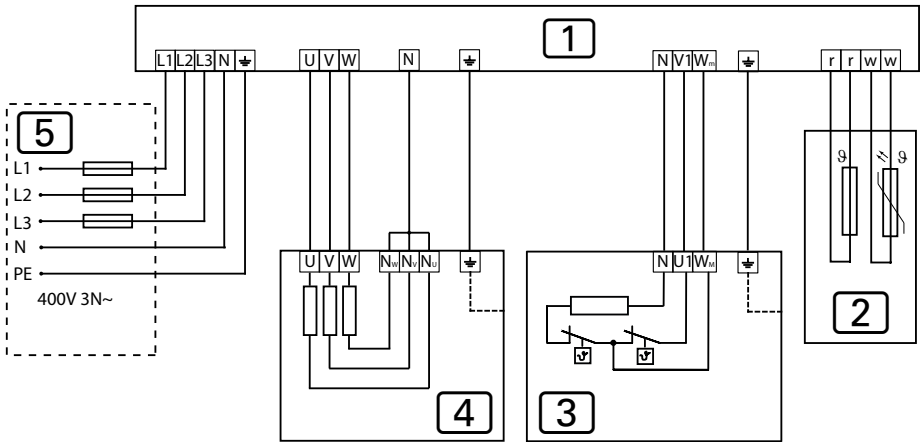 1
L1 L2 L3 N U V W N N V1 Wm r r w w
5
L1
L2
L3
N
PE
400V 3N~
U V W NW NV NU
4
N U1 WM
3
ϑ ϑ
ϑ ϑ
2